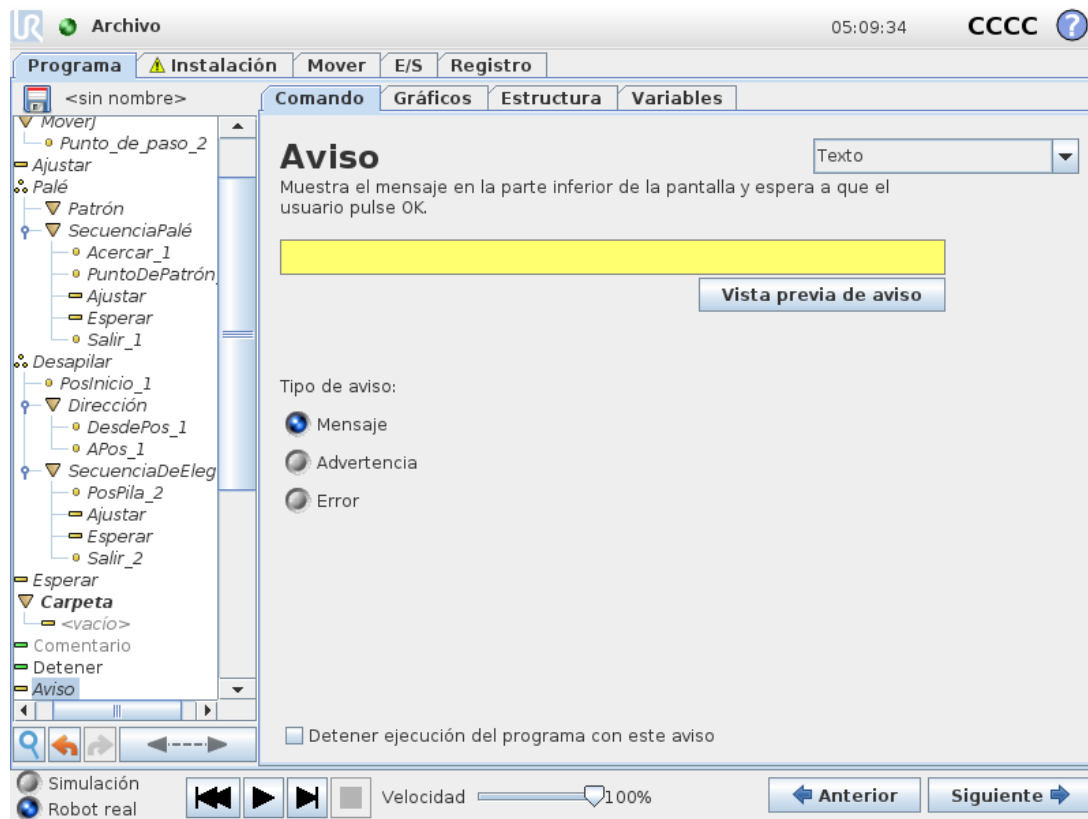 UR
Archivo
05:09:34
CCCC
?
Programa
Instalación
Mover
E/S
Registro
<sin nombre>
Comando
Gráficos
Estructura
Variables
MoverJ
Punto_de_paso_2
Ajustar
Palé
Patrón
SecuenciaPalé
Acercar_1
PuntoDePatrón_
Ajustar
Esperar
Salir_1
Desapilar
PosInicio_1
Dirección
DesdePos_1
APos_1
SecuenciaDeEleg
PosPila_2
Ajustar
Esperar
Salir_2
Esperar
Carpeta
<vacío>
Comentario
Detener
Aviso
Aviso
Texto
Muestra el mensaje en la parte inferior de la pantalla y espera a que el
usuario pulse OK.
Vista previa de aviso
Tipo de aviso:
Mensaje
Advertencia
Error
Detener ejecución del programa con este aviso
Simulación
Robot real
Velocidad
100%
Anterior
Siguiente